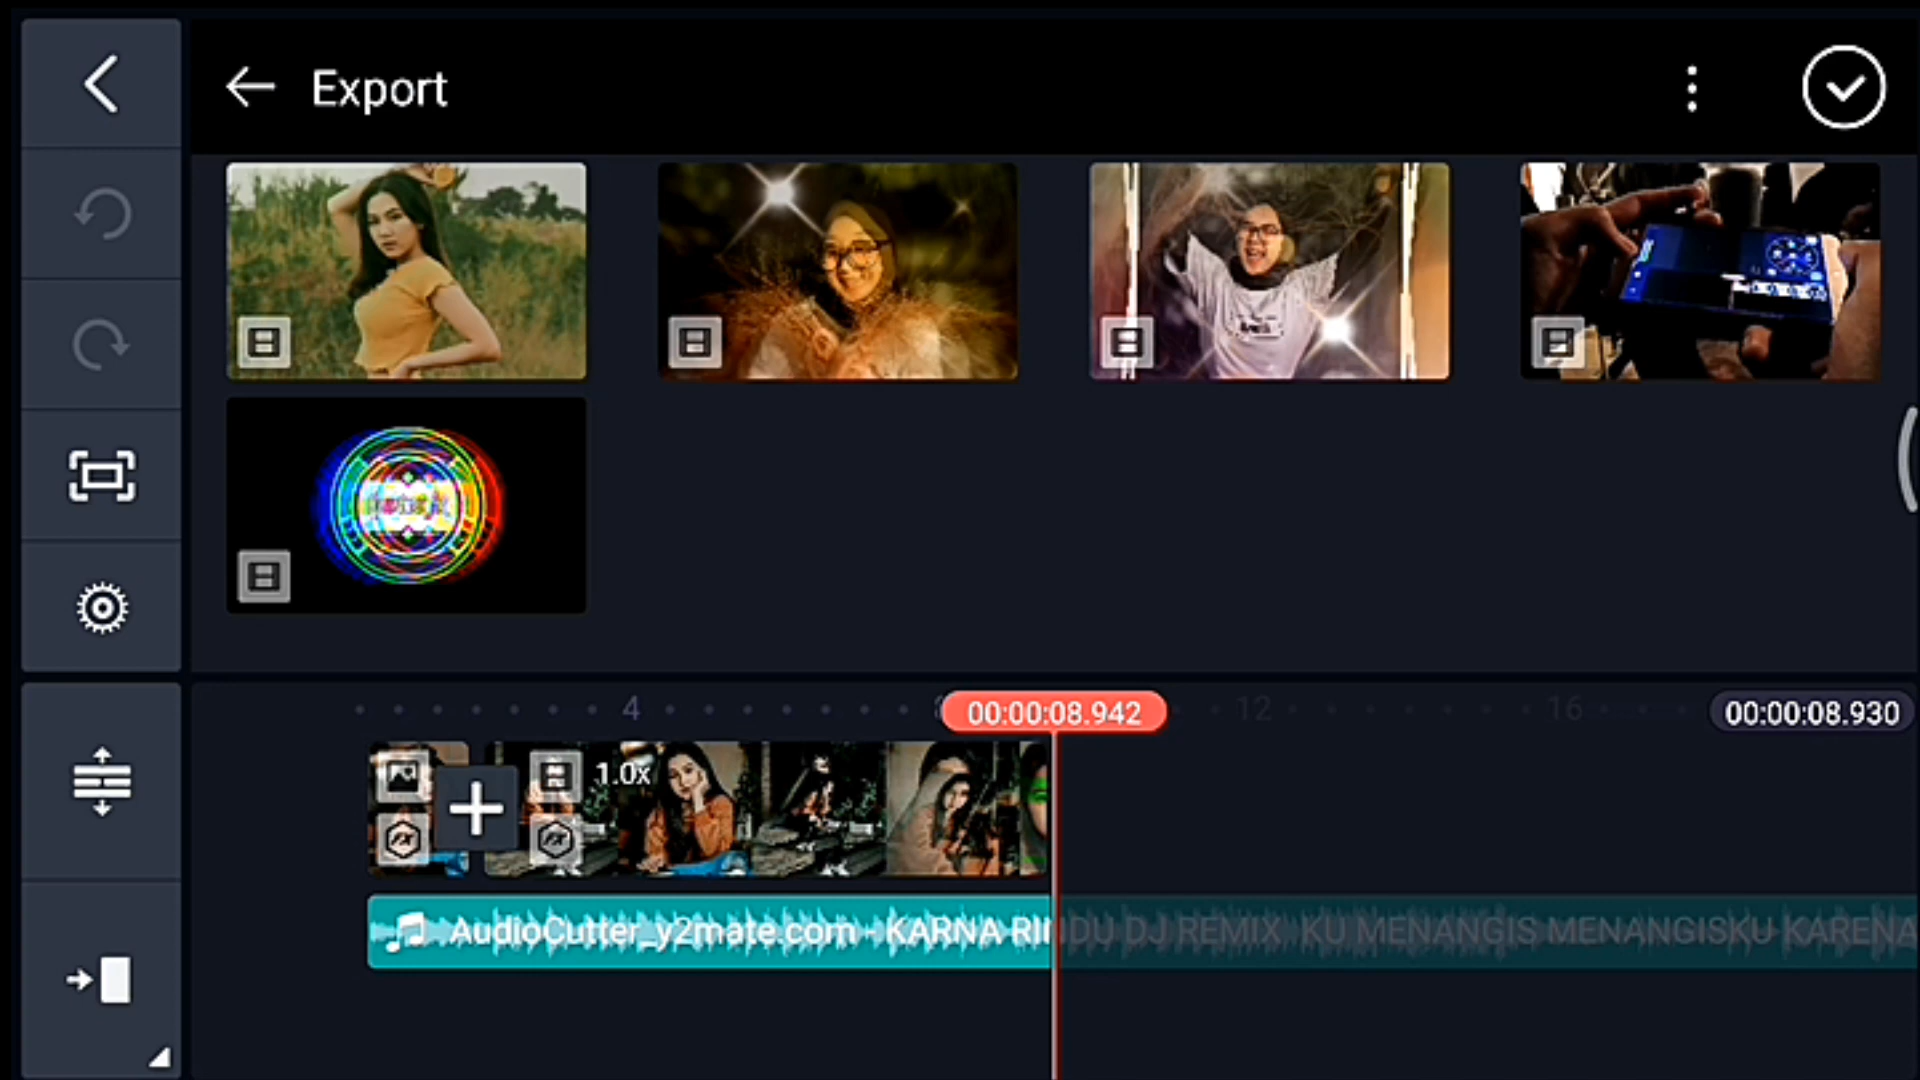 Export
4
00:00:08.942
12
16
00:00:08.930
1.0x
AudioCutter_y2mate.com - KARNA RINDU DJ REMIX KU MENANGIS MENANGISKU KARENA